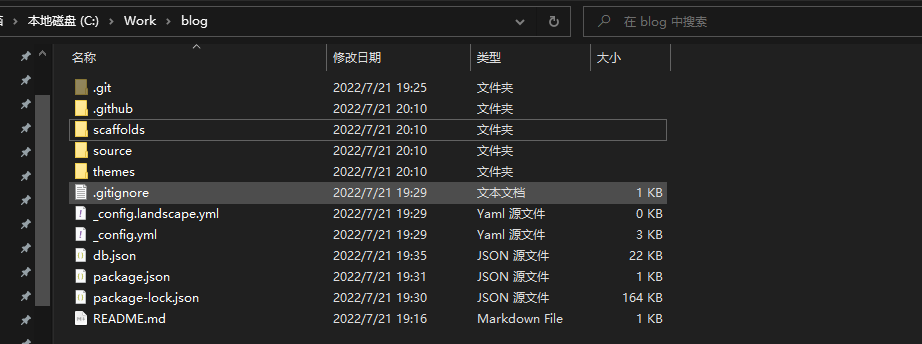 本地磁盘 (C:) Work blog 在 blog 中搜索
名称 修改日期 类型 大小
.git 2022/7/21 19:25 文件夹
.github 2022/7/21 20:10 文件夹
scaffolds 2022/7/21 20:10 文件夹
source 2022/7/21 20:10 文件夹
themes 2022/7/21 20:10 文件夹
.gitignore 2022/7/21 19:29 文本文档 1 KB
_config.landscape.yml 2022/7/21 19:29 Yaml 源文件 0 KB
_config.yml 2022/7/21 19:29 Yaml 源文件 3 KB
db.json 2022/7/21 19:35 JSON 源文件 22 KB
package.json 2022/7/21 19:31 JSON 源文件 1 KB
package-lock.json 2022/7/21 19:30 JSON 源文件 164 KB
README.md 2022/7/21 19:16 Markdown File 1 KB